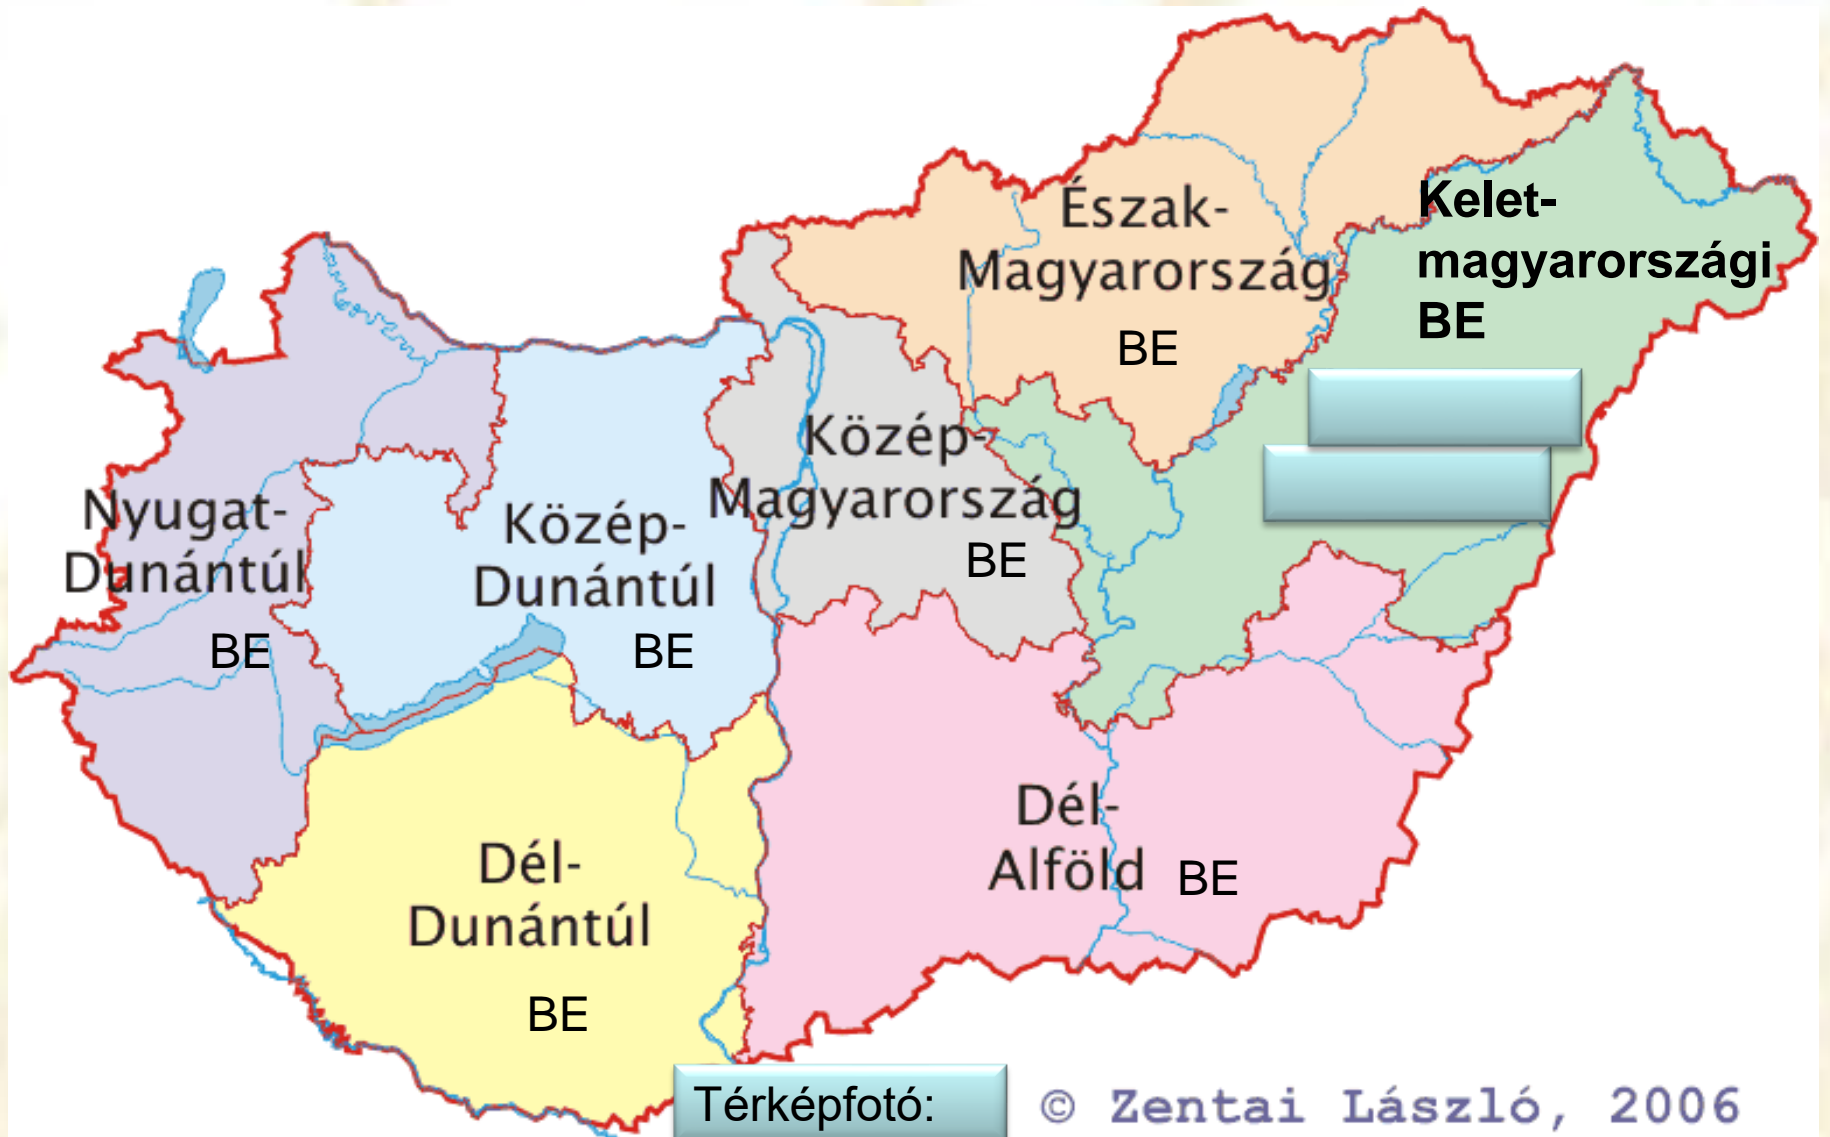 Észak-
Magyarország
BE
Kelet-
magyarországi
BE
Közép-
Magyarország
BE
Nyugat-
Dunántúl
BE
Közép-
Dunántúl
BE
Dél-
Alföld
BE
Dél-
Dunántúl
BE
Térképfotó:
© Zentai László, 2006